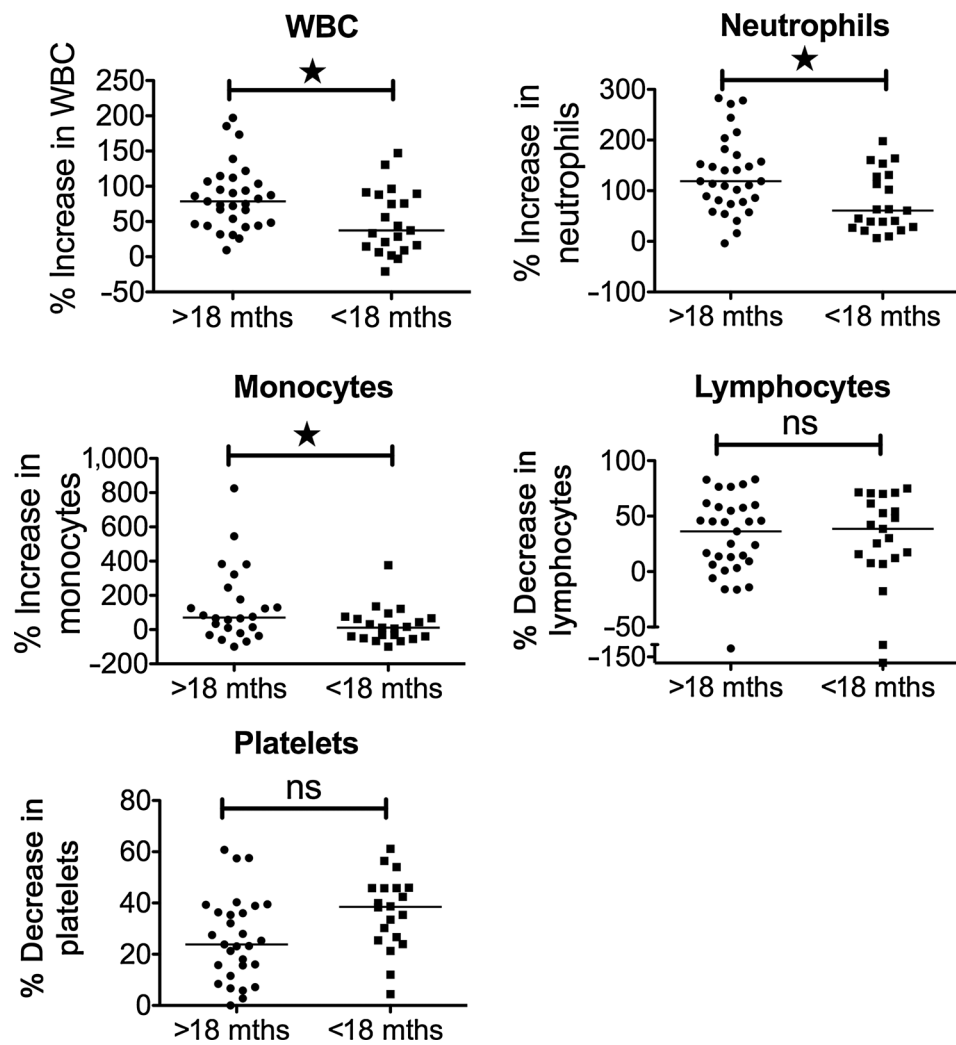 WBC
★
% Increase in WBC
250
200
150
100
50
0
–50
>18 mths
<18 mths
Neutrophils
★
% Increase in
neutrophils
300
200
100
0
–100
>18 mths
<18 mths
Monocytes
★
% Increase in
monocytes
1,000
800
600
400
200
0
–200
>18 mths
<18 mths
Lymphocytes
ns
% Decrease in
lymphocytes
100
50
0
–50
–150
>18 mths
<18 mths
Platelets
ns
% Decrease in
platelets
80
60
40
20
0
>18 mths
<18 mths